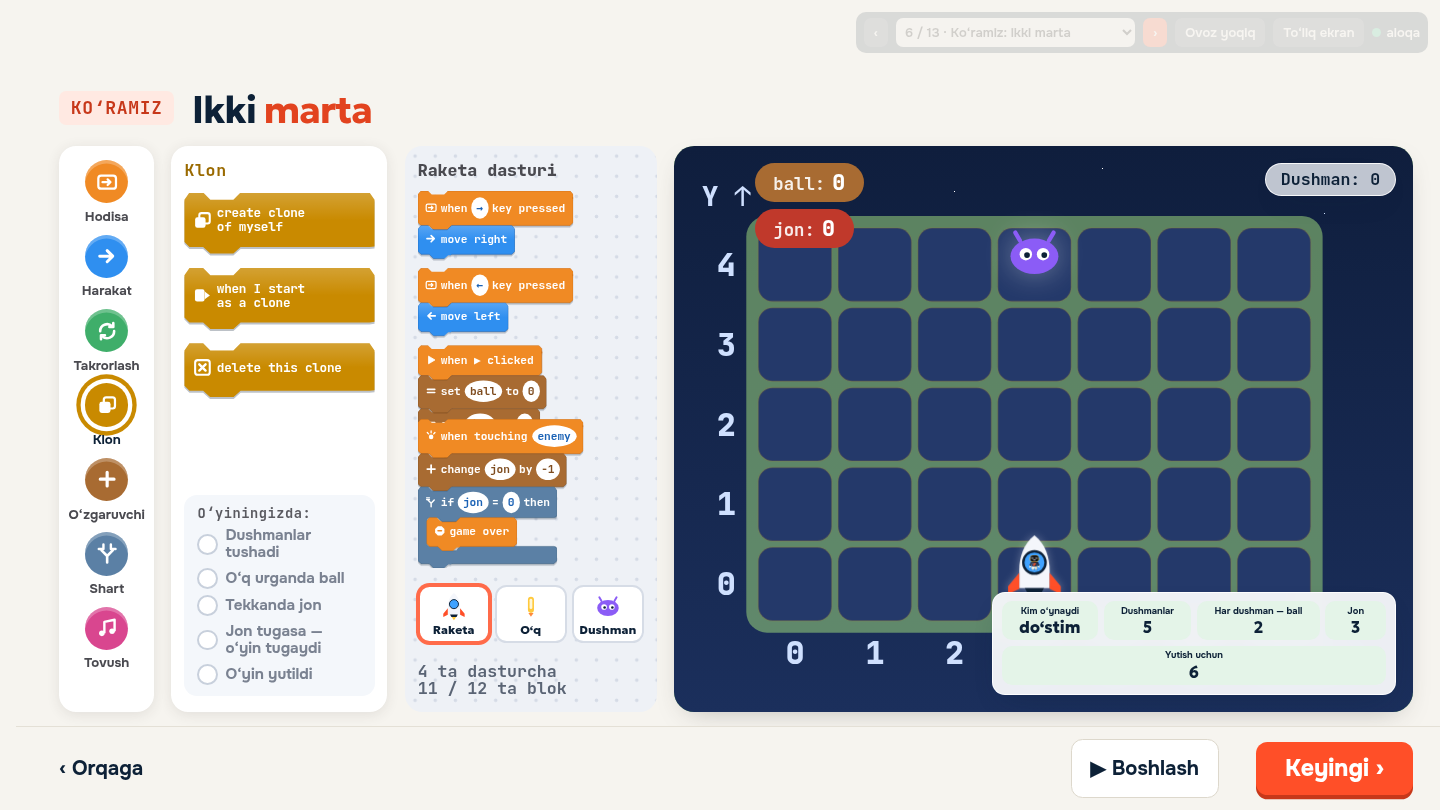 ‹ 6 / 13 · Ko‘ramiz: Ikki marta › Ovoz yoqiq To‘liq ekran aloqa
KO‘RAMIZ Ikki marta
Hodisa
Harakat
Takrorlash
Klon
O‘zgaruvchi
Shart
Tovush
Klon
create clone
of myself
when I start
as a clone
delete this clone
O‘yiningizda:
Dushmanlar
tushadi
O‘q urganda ball
Tekkanda jon
Jon tugasa —
o‘yin tugaydi
O‘yin yutildi
Raketa dasturi
when → key pressed
move right
when ← key pressed
move left
when ▶ clicked
set ball to 0
when touching enemy
change jon by -1
if jon = 0 then
game over
Raketa O‘q Dushman
4 ta dasturcha
11 / 12 ta blok
Y ↑
ball: 0
jon: 0
Dushman: 0
4
3
2
1
0
0 1 2
Kim o‘ynaydi Dushmanlar Har dushman — ball Jon
do‘stim 5 2 3
Yutish uchun
6
‹ Orqaga
▶ Boshlash
Keyingi ›